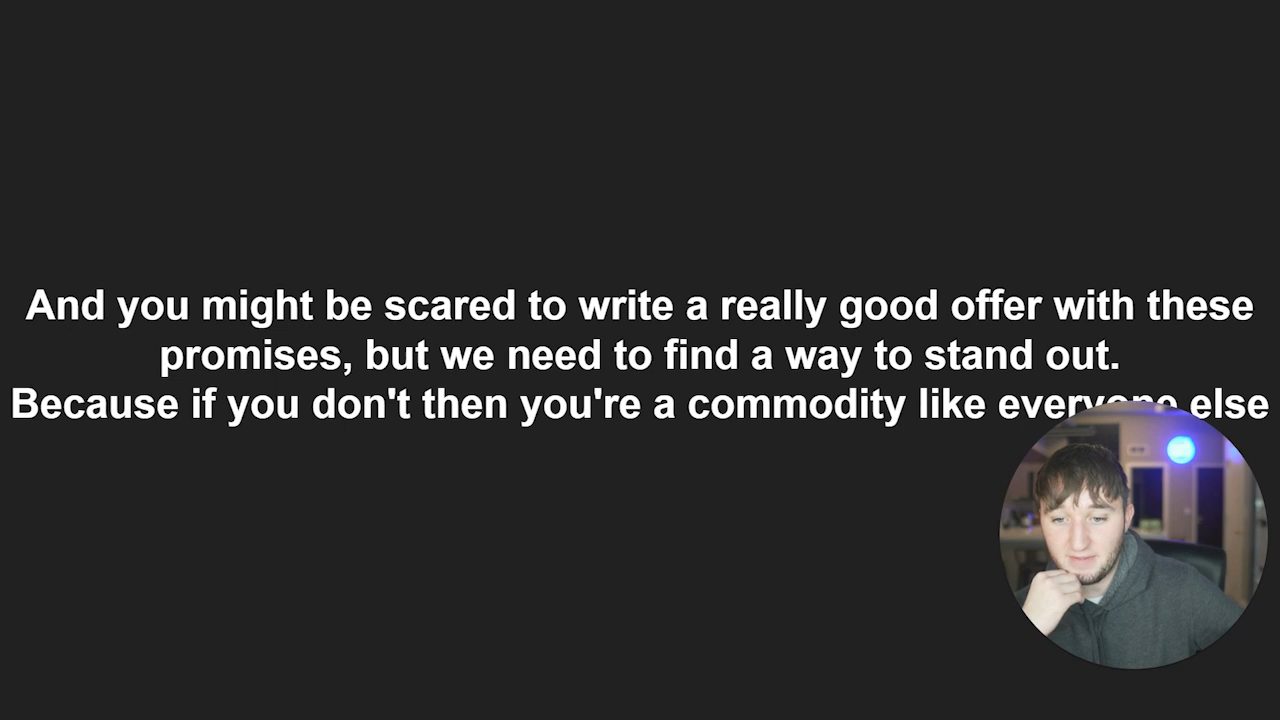 And you might be scared to write a really good offer with these
promises, but we need to find a way to stand out.
Because if you don't then you're a commodity like everyone else